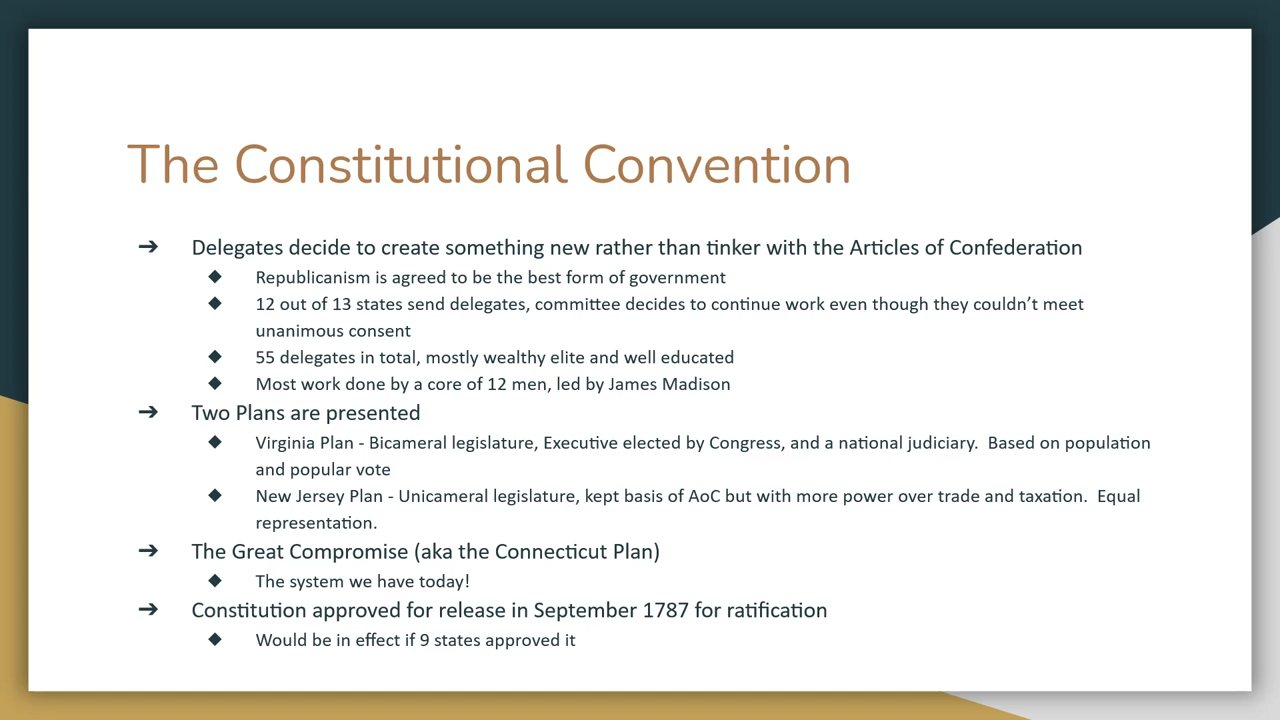 The Constitutional Convention
➔ Delegates decide to create something new rather than tinker with the Articles of Confederation
◆ Republicanism is agreed to be the best form of government
◆ 12 out of 13 states send delegates, committee decides to continue work even though they couldn’t meet
unanimous consent
◆ 55 delegates in total, mostly wealthy elite and well educated
◆ Most work done by a core of 12 men, led by James Madison
➔ Two Plans are presented
◆ Virginia Plan - Bicameral legislature, Executive elected by Congress, and a national judiciary.  Based on population
and popular vote
◆ New Jersey Plan - Unicameral legislature, kept basis of AoC but with more power over trade and taxation.  Equal
representation.
➔ The Great Compromise (aka the Connecticut Plan)
◆ The system we have today!
➔ Constitution approved for release in September 1787 for ratification
◆ Would be in effect if 9 states approved it